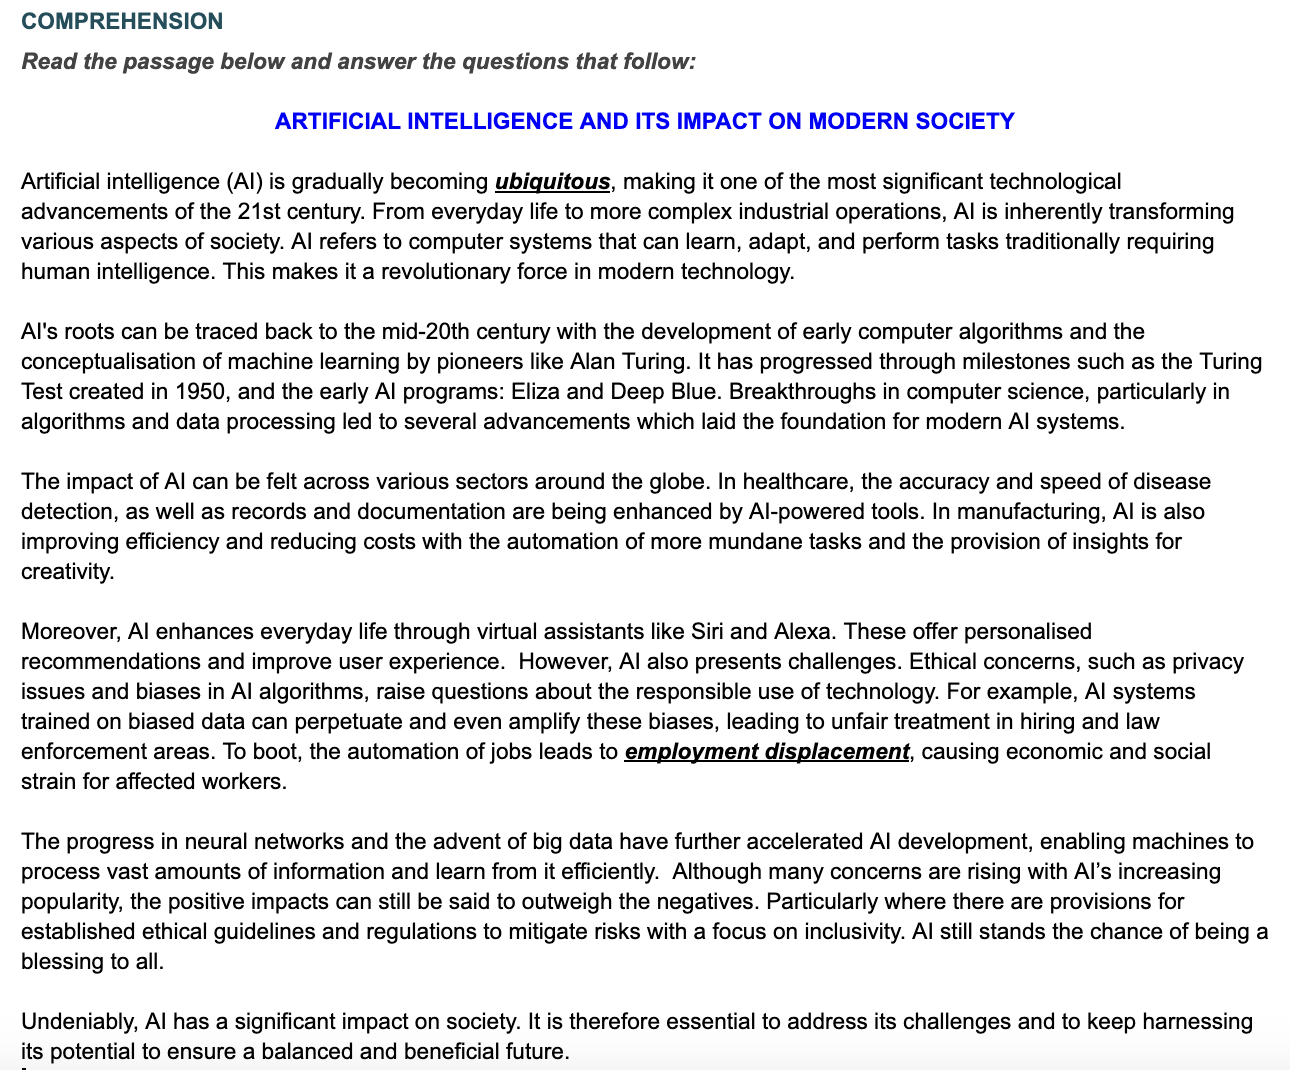 COMPREHENSION
Read the passage below and answer the questions that follow:
ARTIFICIAL INTELLIGENCE AND ITS IMPACT ON MODERN SOCIETY
Artificial intelligence (AI) is gradually becoming ubiquitous, making it one of the most significant technological
advancements of the 21st century. From everyday life to more complex industrial operations, AI is inherently transforming
various aspects of society. AI refers to computer systems that can learn, adapt, and perform tasks traditionally requiring
human intelligence. This makes it a revolutionary force in modern technology.
AI's roots can be traced back to the mid-20th century with the development of early computer algorithms and the
conceptualisation of machine learning by pioneers like Alan Turing. It has progressed through milestones such as the Turing
Test created in 1950, and the early AI programs: Eliza and Deep Blue. Breakthroughs in computer science, particularly in
algorithms and data processing led to several advancements which laid the foundation for modern AI systems.
The impact of AI can be felt across various sectors around the globe. In healthcare, the accuracy and speed of disease
detection, as well as records and documentation are being enhanced by AI-powered tools. In manufacturing, AI is also
improving efficiency and reducing costs with the automation of more mundane tasks and the provision of insights for
creativity.
Moreover, AI enhances everyday life through virtual assistants like Siri and Alexa. These offer personalised
recommendations and improve user experience.  However, AI also presents challenges. Ethical concerns, such as privacy
issues and biases in AI algorithms, raise questions about the responsible use of technology. For example, AI systems
trained on biased data can perpetuate and even amplify these biases, leading to unfair treatment in hiring and law
enforcement areas. To boot, the automation of jobs leads to employment displacement, causing economic and social
strain for affected workers.
The progress in neural networks and the advent of big data have further accelerated AI development, enabling machines to
process vast amounts of information and learn from it efficiently.  Although many concerns are rising with AI’s increasing
popularity, the positive impacts can still be said to outweigh the negatives. Particularly where there are provisions for
established ethical guidelines and regulations to mitigate risks with a focus on inclusivity. AI still stands the chance of being a
blessing to all.
Undeniably, AI has a significant impact on society. It is therefore essential to address its challenges and to keep harnessing
its potential to ensure a balanced and beneficial future.